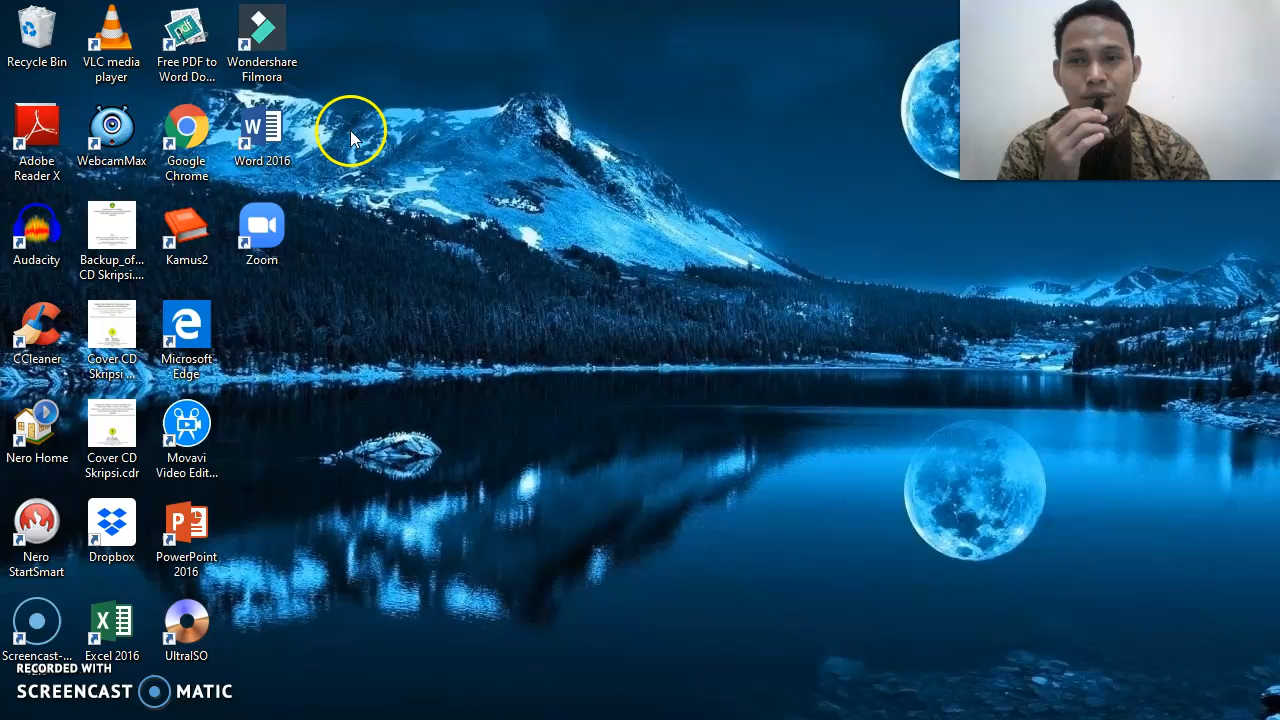 Recycle Bin
VLC media
player
Free PDF to
Word Do...
Wondershare
Filmora
Adobe
Reader X
WebcamMax
Google
Chrome
Word 2016
Audacity
Backup_of...
CD Skripsi....
Kamus2
Zoom
CCleaner
Cover CD
Skripsi ...
Microsoft
Edge
Nero Home
Cover CD
Skripsi.cdr
Movavi
Video Edit...
Nero
StartSmart
Dropbox
PowerPoint
2016
Screencast-...
Excel 2016
UltraISO
RECORDED WITH
SCREENCAST MATIC